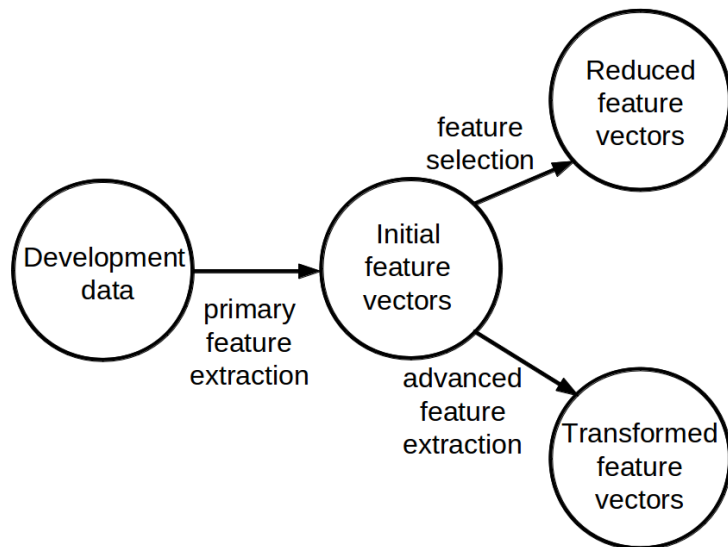 Development
data
primary
feature
extraction
Initial
feature
vectors
feature
selection
Reduced
feature
vectors
advanced
feature
extraction
Transformed
feature
vectors